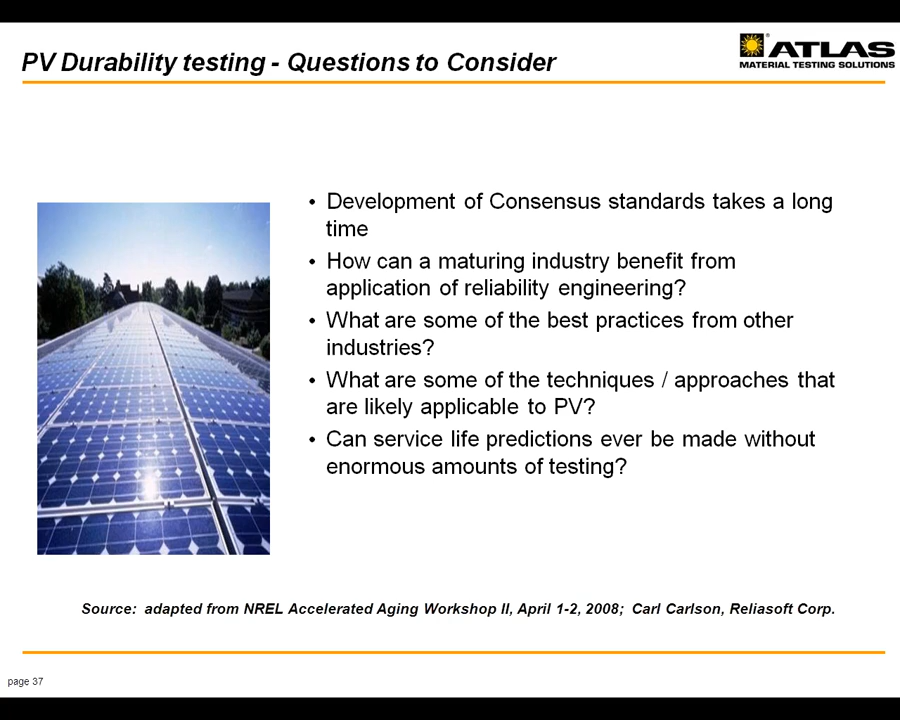 PV Durability testing - Questions to Consider
ATLAS
®
MATERIAL TESTING SOLUTIONS
• Development of Consensus standards takes a long
time
• How can a maturing industry benefit from
application of reliability engineering?
• What are some of the best practices from other
industries?
• What are some of the techniques / approaches that
are likely applicable to PV?
• Can service life predictions ever be made without
enormous amounts of testing?
Source: adapted from NREL Accelerated Aging Workshop II, April 1-2, 2008; Carl Carlson, Reliasoft Corp.
page 37